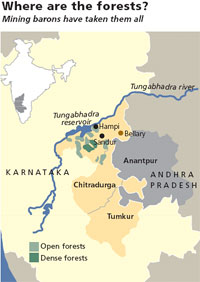 Where are the forests?
Mining barons have taken them all
Tungabhadra river
Tungabhadra
reservoir
Hampi
Sandur
Bellary
Anantpur
KARNATAKA
ANDHRA
PRADESH
Chitradurga
Tumkur
Open forests
Dense forests